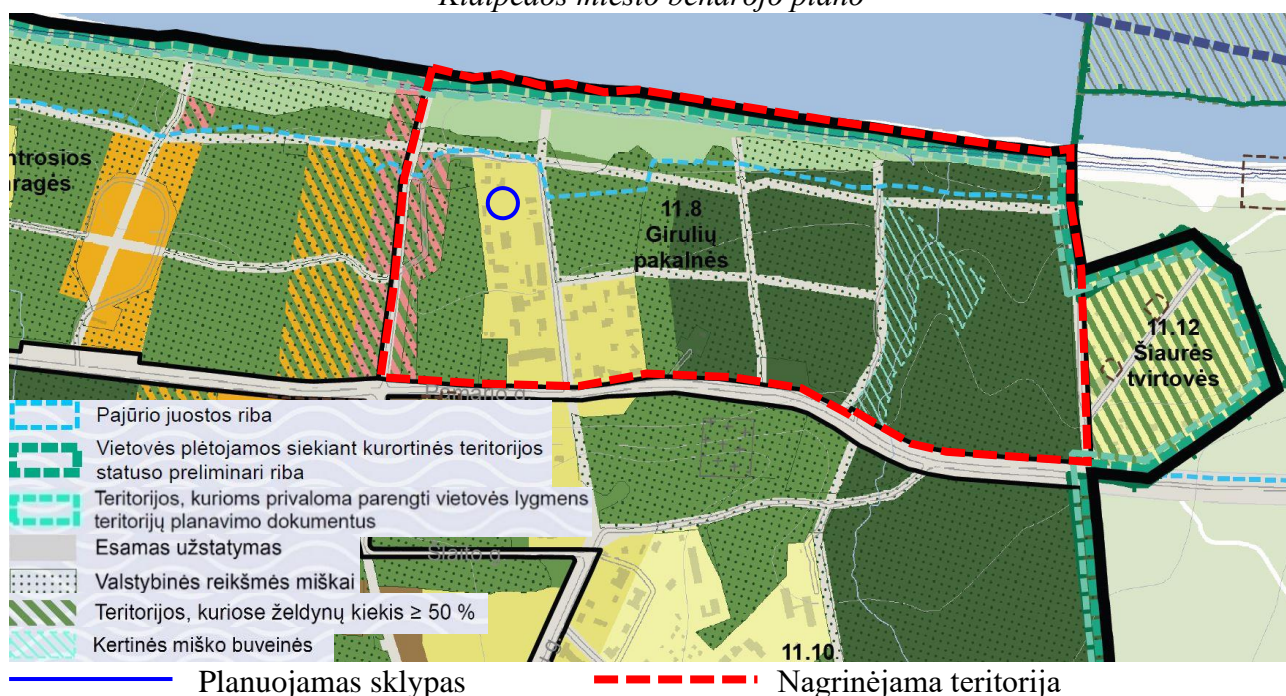 Klaipėdos miesto bendrojo plano
ntrosios
aragės
11.8
Girulių
pakalnės
11.12
Šiaurės
tvirtovės
Pajūrio juostos riba
Vietovės plėtojamos siekiant kurortinės teritorijos
statuso preliminari riba
Teritorijos, kurioms privaloma parengti vietovės lygmens
teritorijų planavimo dokumentus
Esamas užstatymas
Šlaito g.
Valstybinės reikšmės miškai
Teritorijos, kuriose želdynų kiekis ≥ 50 %
Kertinės miško buveinės
11.10
Planuojamas sklypas
Nagrinėjama teritorija